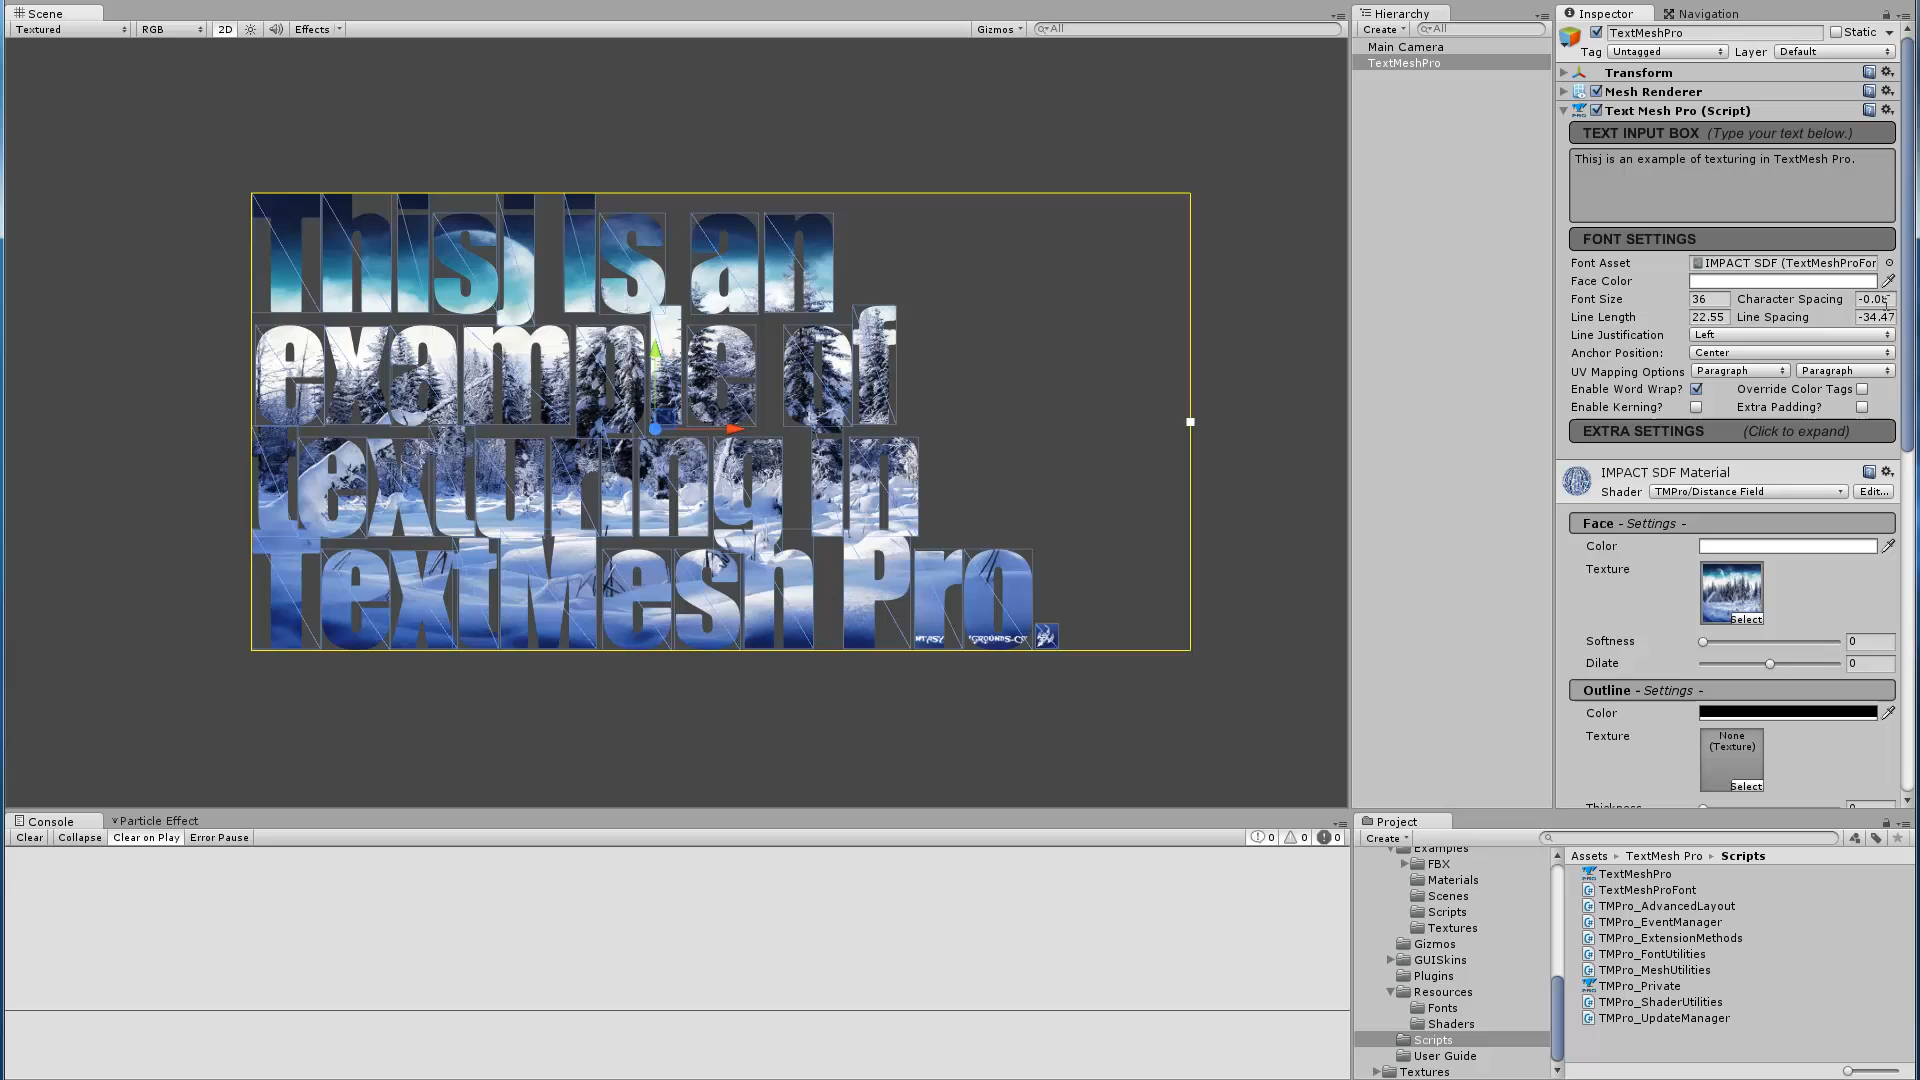 Scene
Textured RGB 2D Effects Gizmos All
Thisj is an
example of
texturing in
TextMesh Pro.
Hierarchy
Create All
Main Camera
TextMeshPro
Inspector Navigation
TextMeshPro Static
Tag Untagged Layer Default
Transform
Mesh Renderer
Text Mesh Pro (Script)
TEXT INPUT BOX (Type your text below.)
Thisj is an example of texturing in TextMesh Pro.
FONT SETTINGS
Font Asset IMPACT SDF (TextMeshProFor
Face Color
Font Size 36 Character Spacing
Line Length 22.55 Line Spacing -34.47
Line Justification Left
Anchor Position: Center
UV Mapping Options Paragraph Paragraph
Enable Word Wrap? Override Color Tags
Enable Kerning? Extra Padding?
EXTRA SETTINGS (Click to expand)
IMPACT SDF Material
Shader TMPro/Distance Field Edit...
Face - Settings -
Color
Texture
Select
Softness 0
Dilate 0
Outline - Settings -
Color
Texture
None
(Texture)
Select
Console Particle Effect
Clear Collapse Clear on Play Error Pause 0 0 0
Project
Create
Examples
FBX
Materials
Scenes
Scripts
Textures
Gizmos
GUISkins
Plugins
Resources
Fonts
Shaders
Scripts
User Guide
Textures
Assets TextMesh Pro Scripts
TextMeshPro
TextMeshProFont
TMPro_AdvancedLayout
TMPro_EventManager
TMPro_ExtensionMethods
TMPro_FontUtilities
TMPro_MeshUtilities
TMPro_Private
TMPro_ShaderUtilities
TMPro_UpdateManager